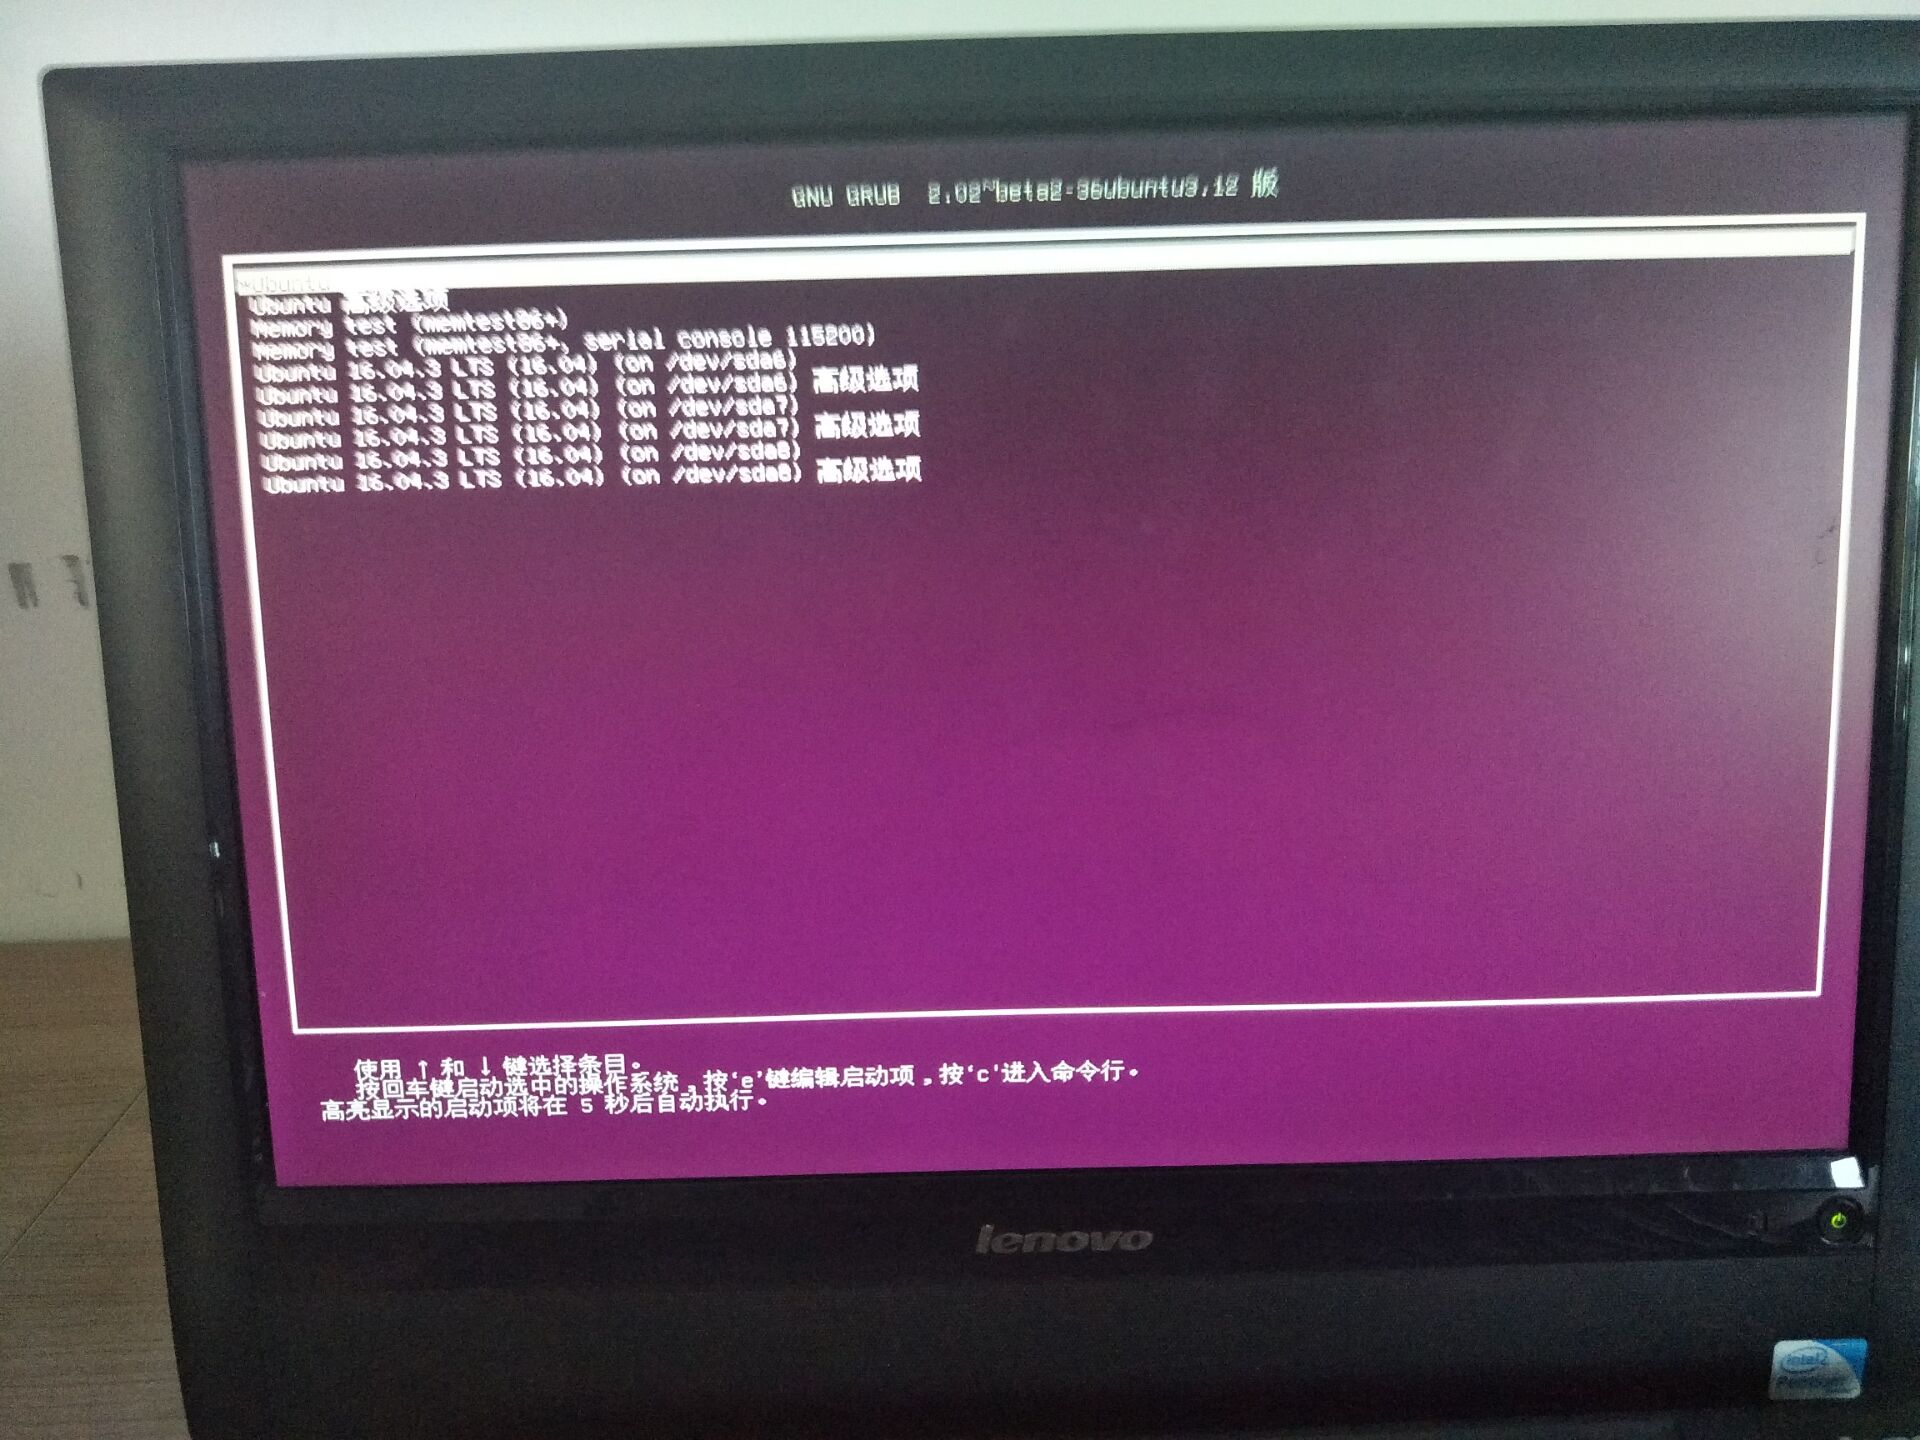 GNU GRUB 2.02~beta2-36ubuntu3.12 版
*Ubuntu
Ubuntu 高级选项
Memory test (memtest86+)
Memory test (memtest86+, serial console 115200)
Ubuntu 16.04.3 LTS (16.04) (on /dev/sda6)
Ubuntu 16.04.3 LTS (16.04) (on /dev/sda6) 高级选项
Ubuntu 16.04.3 LTS (16.04) (on /dev/sda7)
Ubuntu 16.04.3 LTS (16.04) (on /dev/sda7) 高级选项
Ubuntu 16.04.3 LTS (16.04) (on /dev/sda8)
Ubuntu 16.04.3 LTS (16.04) (on /dev/sda8) 高级选项
使用 ↑ 和 ↓ 键选择条目。
按回车键启动选中的操作系统，按‘e’键编辑启动项，按‘c’进入命令行。
高亮显示的启动项将在 5 秒后自动执行。
lenovo
intel